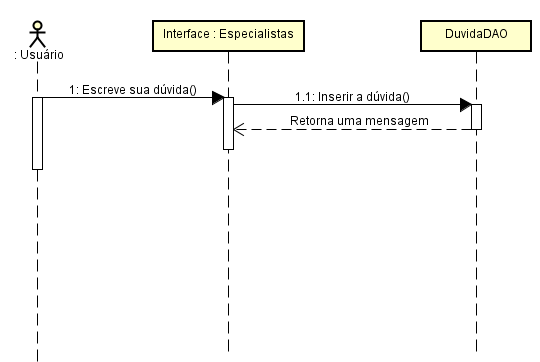 Interface : Especialistas
DuvidaDAO
: Usuário
1: Escreve sua dúvida()
1.1: Inserir a dúvida()
Retorna uma mensagem